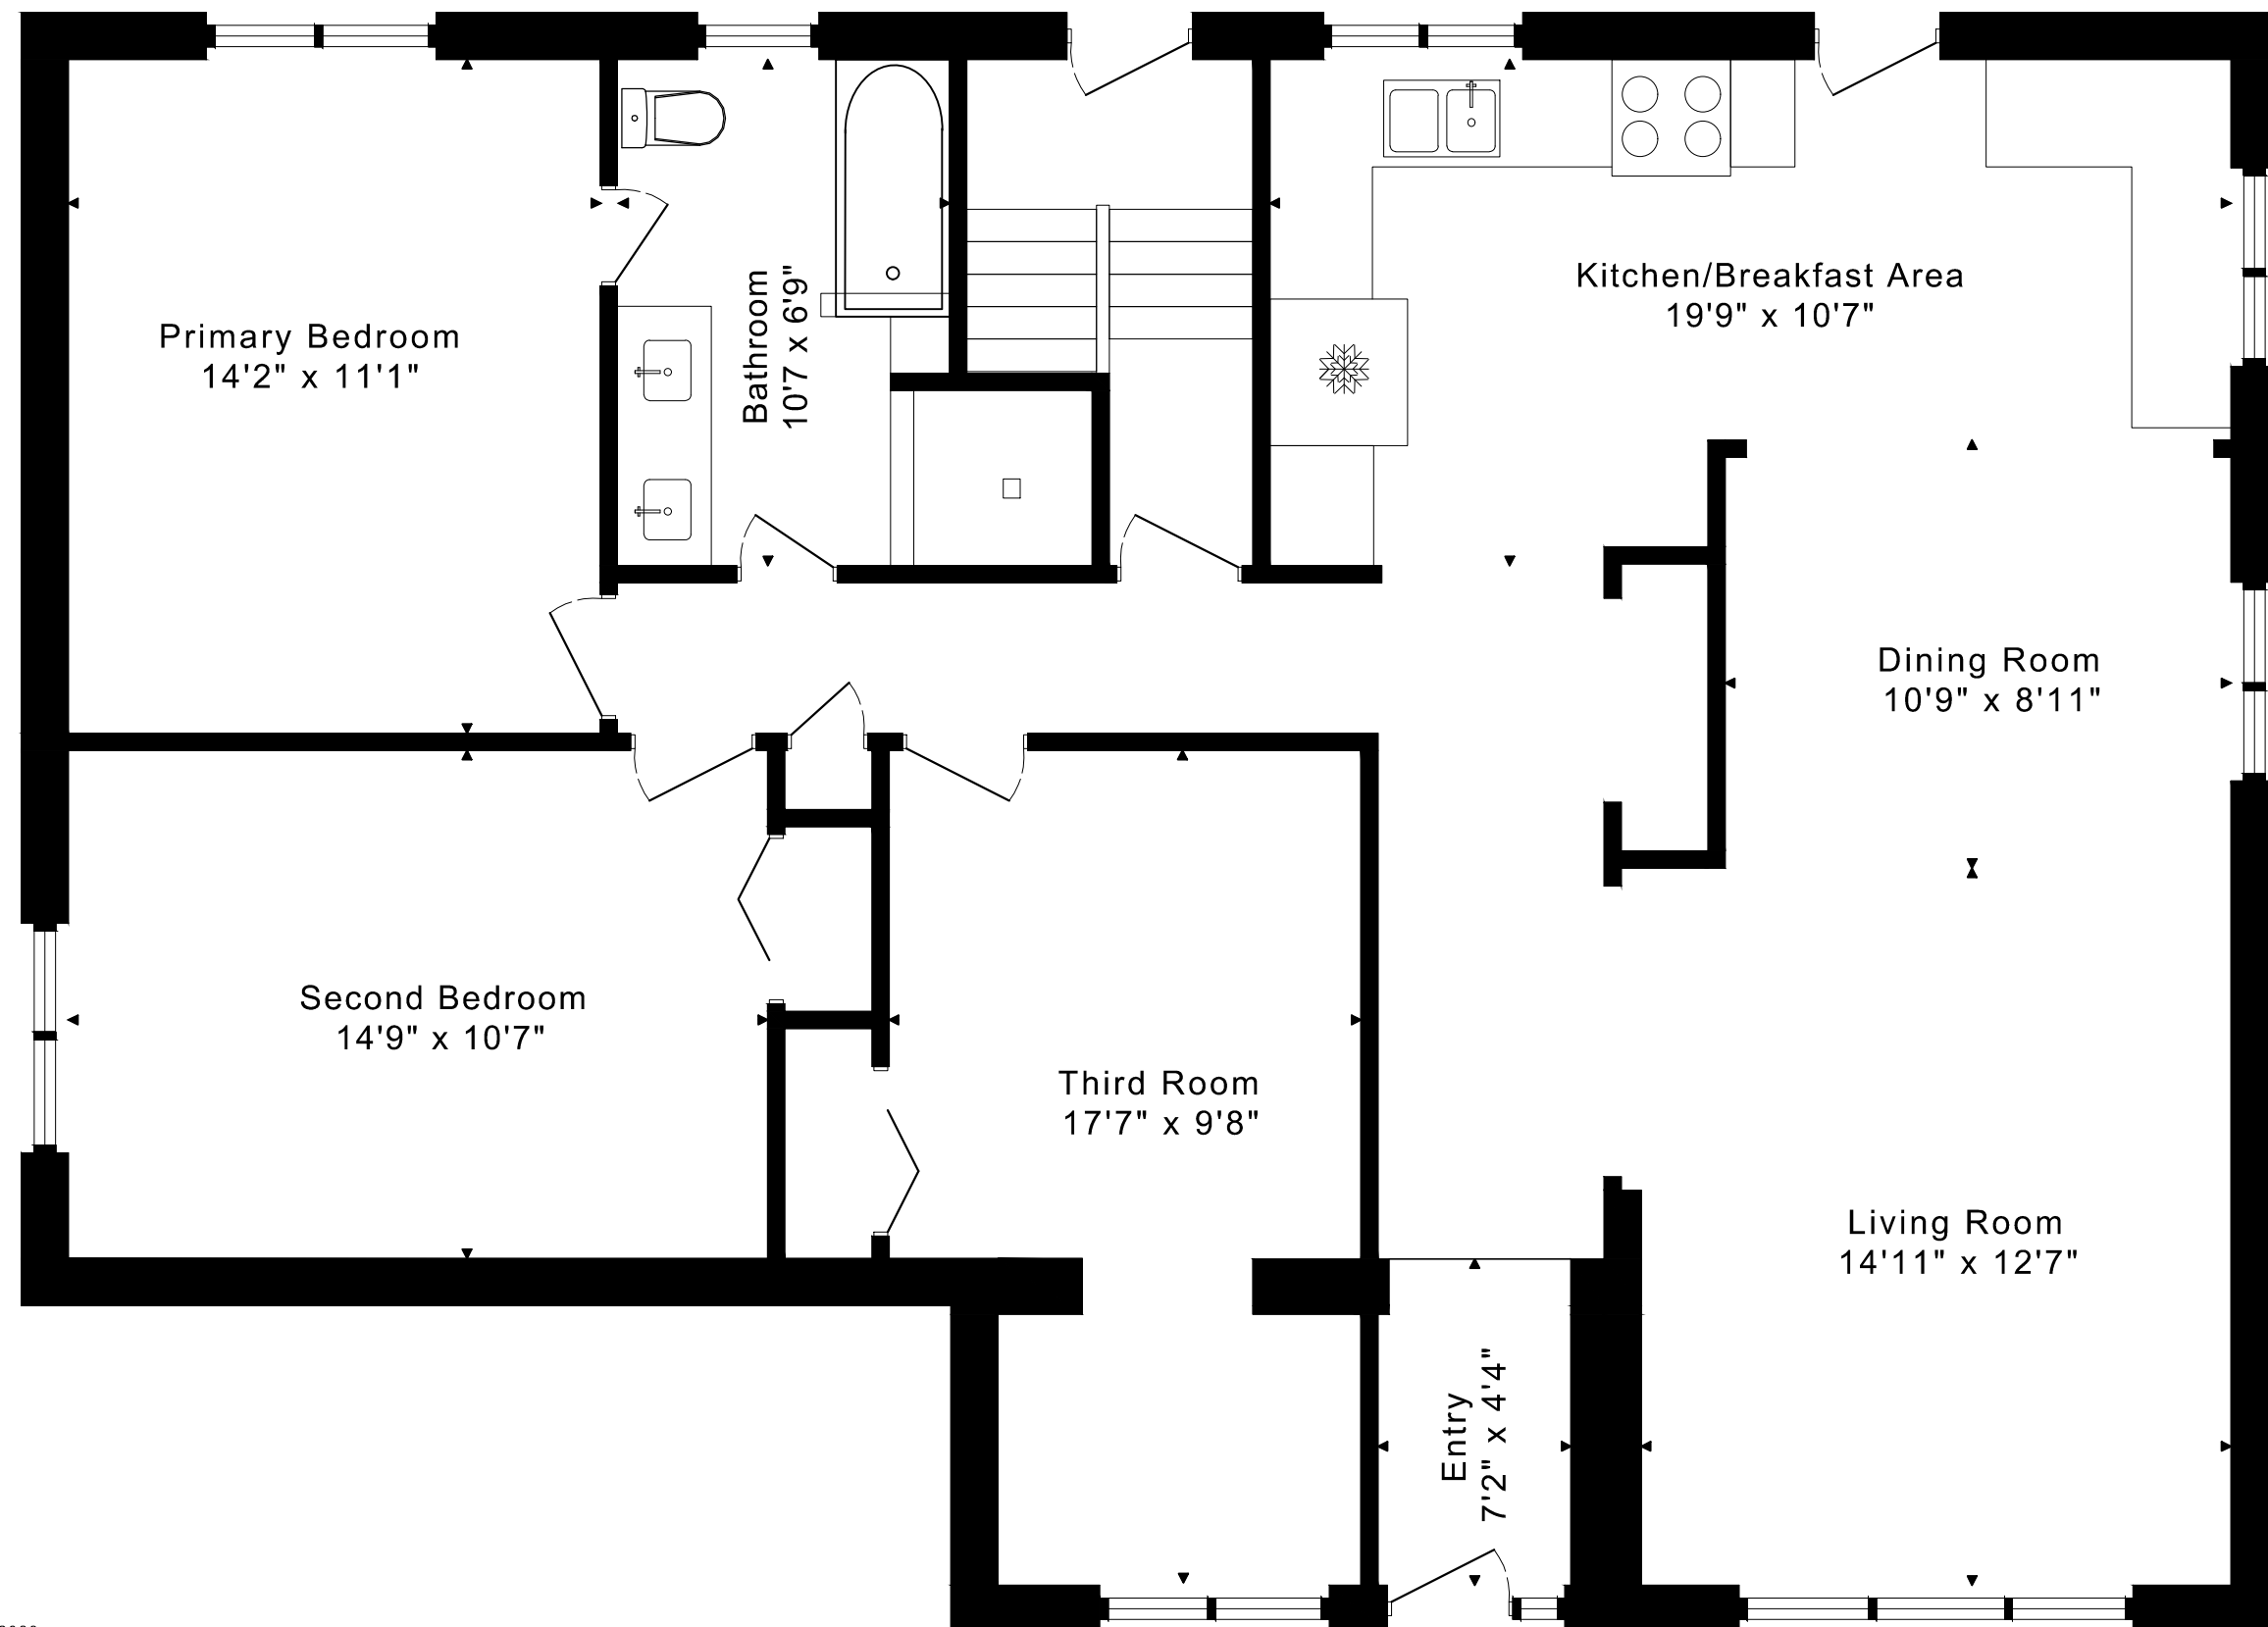 Kitchen/Breakfast Area
19'9" x 10'7"
Primary Bedroom
14'2" x 11'1"
Bathroom
10'7 x 6'9"
Dining Room
10'9" x 8'11"
Second Bedroom
14'9" x 10'7"
Third Room
17'7" x 9'8"
Living Room
14'11" x 12'7"
Entry
7'2" x 4'4"